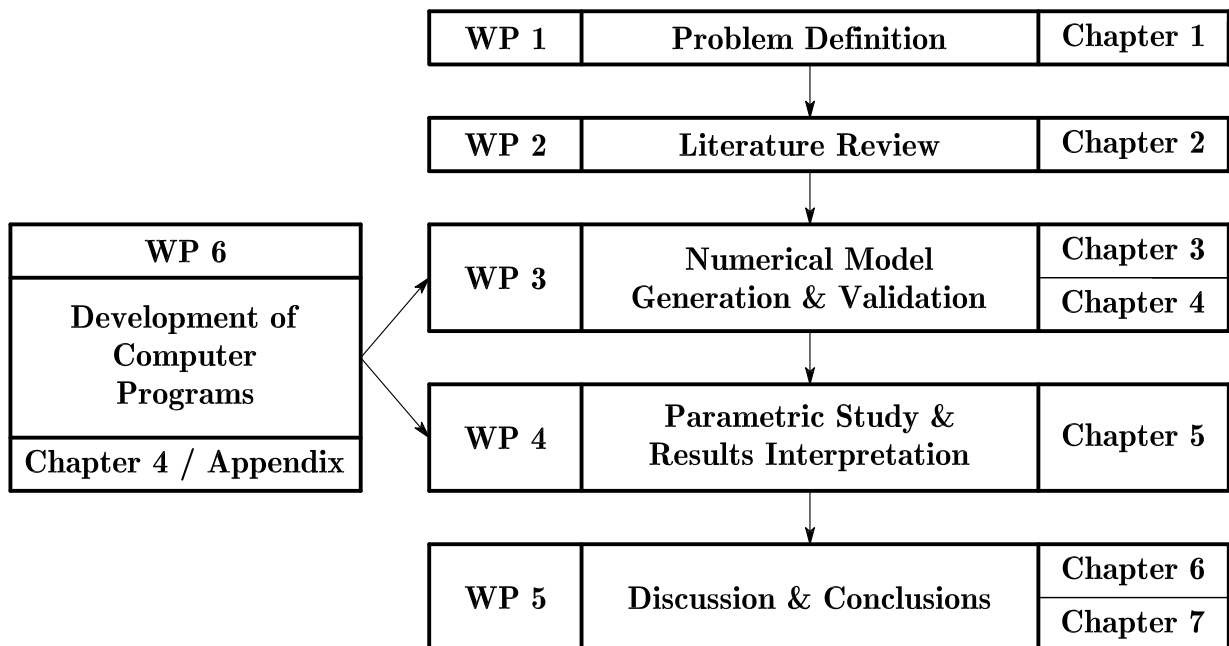 WP 1
Problem Definition
Chapter 1
WP 2
Literature Review
Chapter 2
WP 6
Development of
Computer
Programs
Chapter 4 / Appendix
WP 3
Numerical Model
Generation & Validation
Chapter 3
Chapter 4
WP 4
Parametric Study &
Results Interpretation
Chapter 5
WP 5
Discussion & Conclusions
Chapter 6
Chapter 7